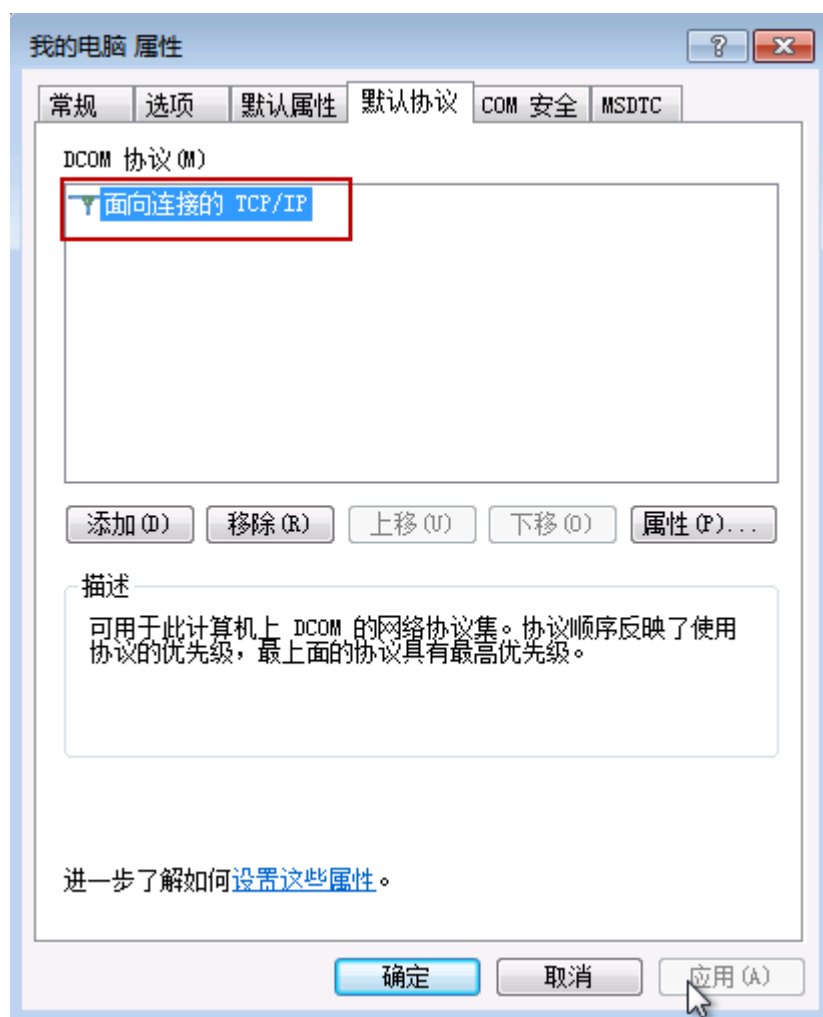 我的电脑 属性
常规 选项 默认属性 默认协议 COM 安全 MSDTC
DCOM 协议(M)
面向连接的 TCP/IP
添加(D) 移除(R) 上移(U) 下移(O) 属性(P)...
描述
可用于此计算机上 DCOM 的网络协议集。协议顺序反映了使用
协议的优先级，最上面的协议具有最高优先级。
进一步了解如何设置这些属性。
确定 取消 应用(A)